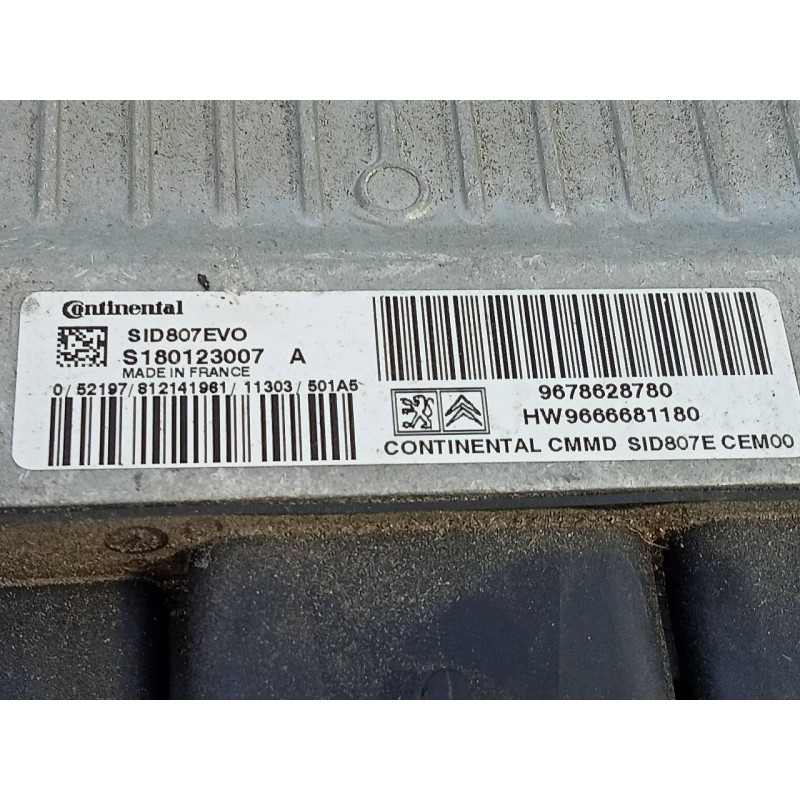 Continental
SID807EVO
S180123007 A
MADE IN FRANCE
0/52197/812141961/11303/501A5
9678628780
HW9666681180
CONTINENTAL CMMD SID807E CEM00